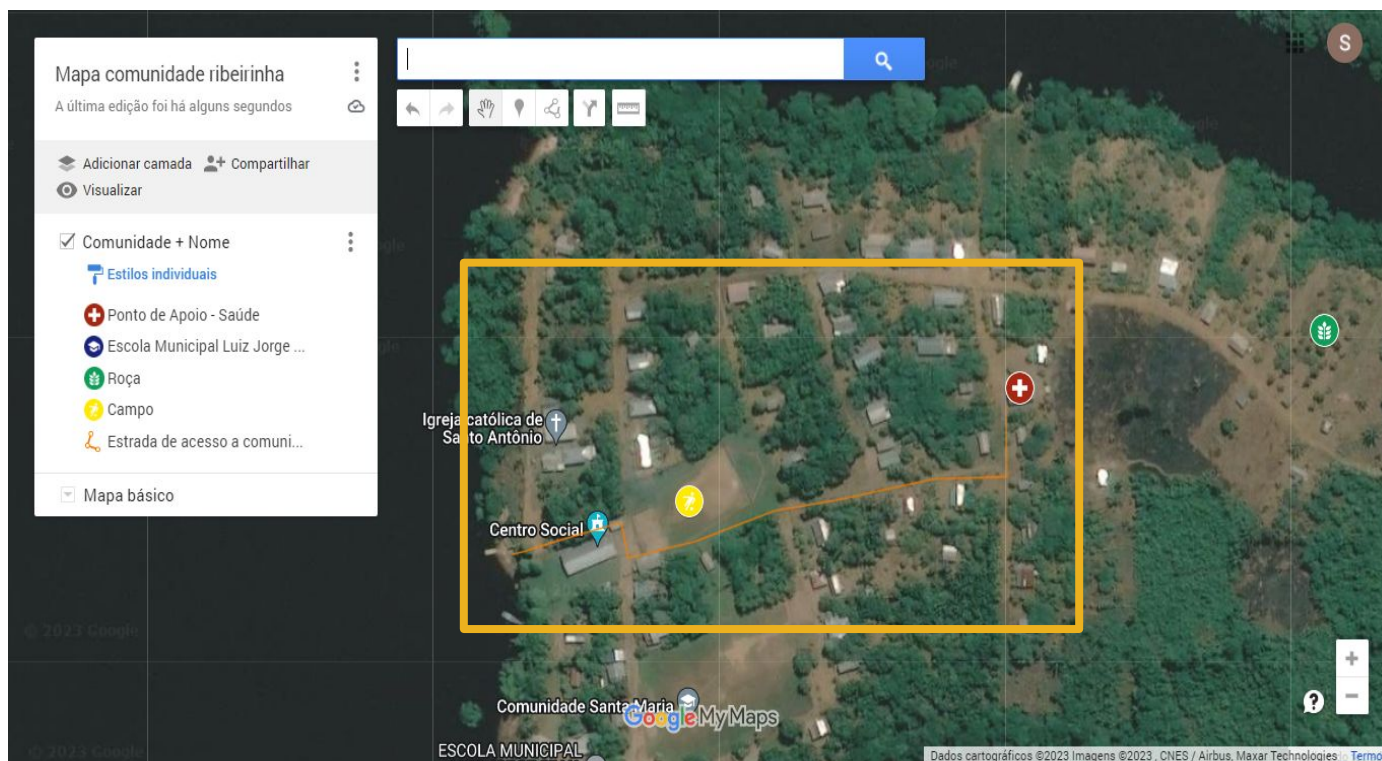 Mapa comunidade ribeirinha
A última edição foi há alguns segundos
Adicionar camada
Compartilhar
Visualizar
Comunidade + Nome
Estilos individuais
Ponto de Apoio - Saúde
Escola Municipal Luiz Jorge ...
Roça
Campo
Estrada de acesso a comuni...
Mapa básico
S
Igreja católica de
Santo Antônio
Centro Social
Comunidade Santa Maria
Google My Maps
ESCOLA MUNICIPAL
© 2023 Google
© 2023 Google
Dados cartográficos ©2023 Imagens ©2023 , CNES / Airbus, Maxar Technologies
Termo